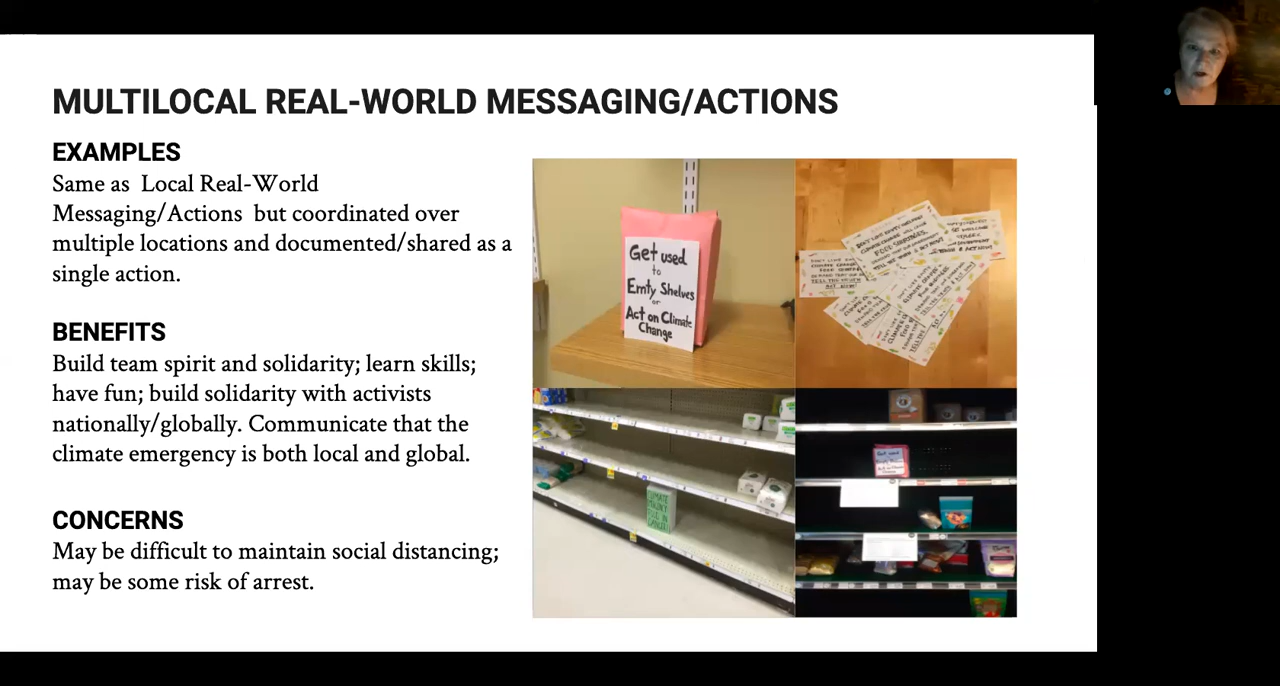 MULTILOCAL REAL-WORLD MESSAGING/ACTIONS
EXAMPLES
Same as Local Real-World
Messaging/Actions but coordinated over
multiple locations and documented/shared as a
single action.
BENEFITS
Build team spirit and solidarity; learn skills;
have fun; build solidarity with activists
nationally/globally. Communicate that the
climate emergency is both local and global.
CONCERNS
May be difficult to maintain social distancing;
may be some risk of arrest.
Get used
to
Emty Shelves
or
Act on Climate
Change